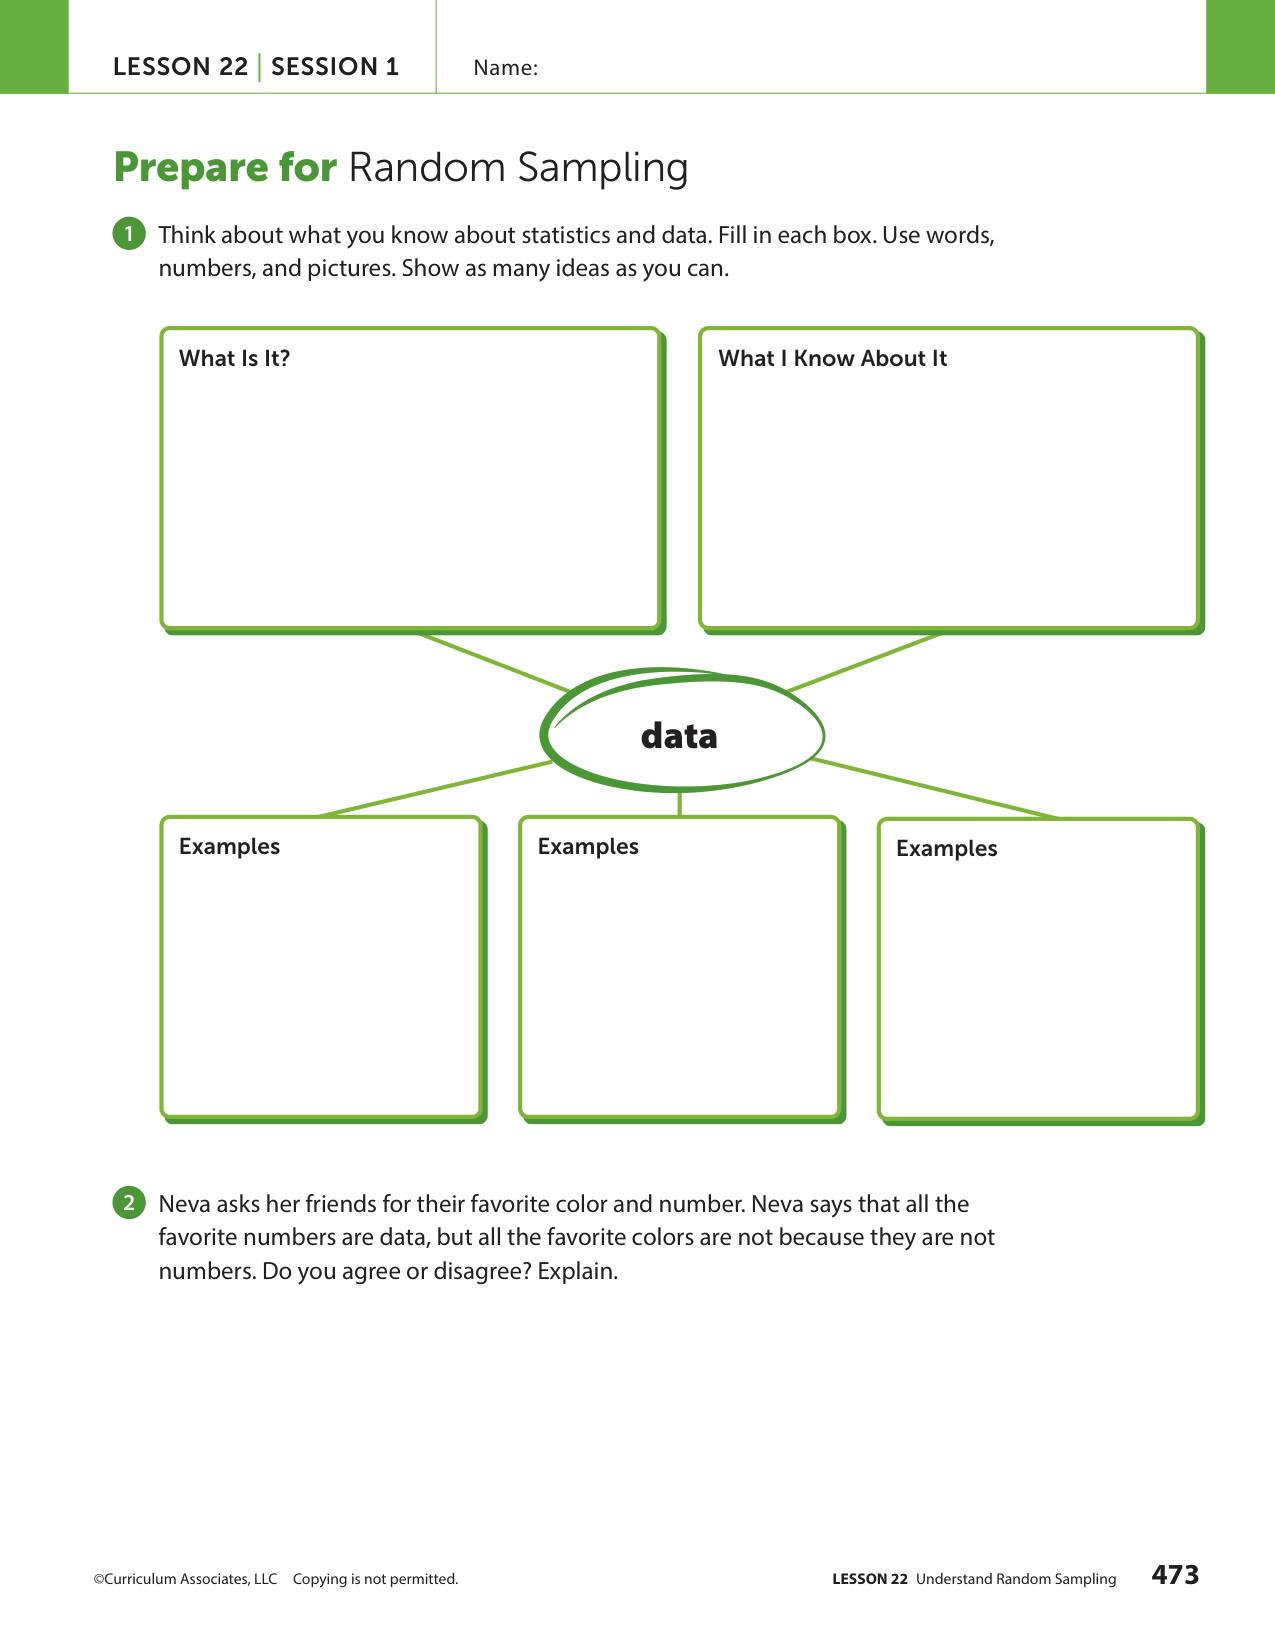 LESSON 22 | SESSION 1
Name:
Prepare for Random Sampling
1 Think about what you know about statistics and data. Fill in each box. Use words,
numbers, and pictures. Show as many ideas as you can.
What Is It?
What I Know About It
data
Examples
Examples
Examples
2 Neva asks her friends for their favorite color and number. Neva says that all the
favorite numbers are data, but all the favorite colors are not because they are not
numbers. Do you agree or disagree? Explain.
©Curriculum Associates, LLC Copying is not permitted.
LESSON 22 Understand Random Sampling 473